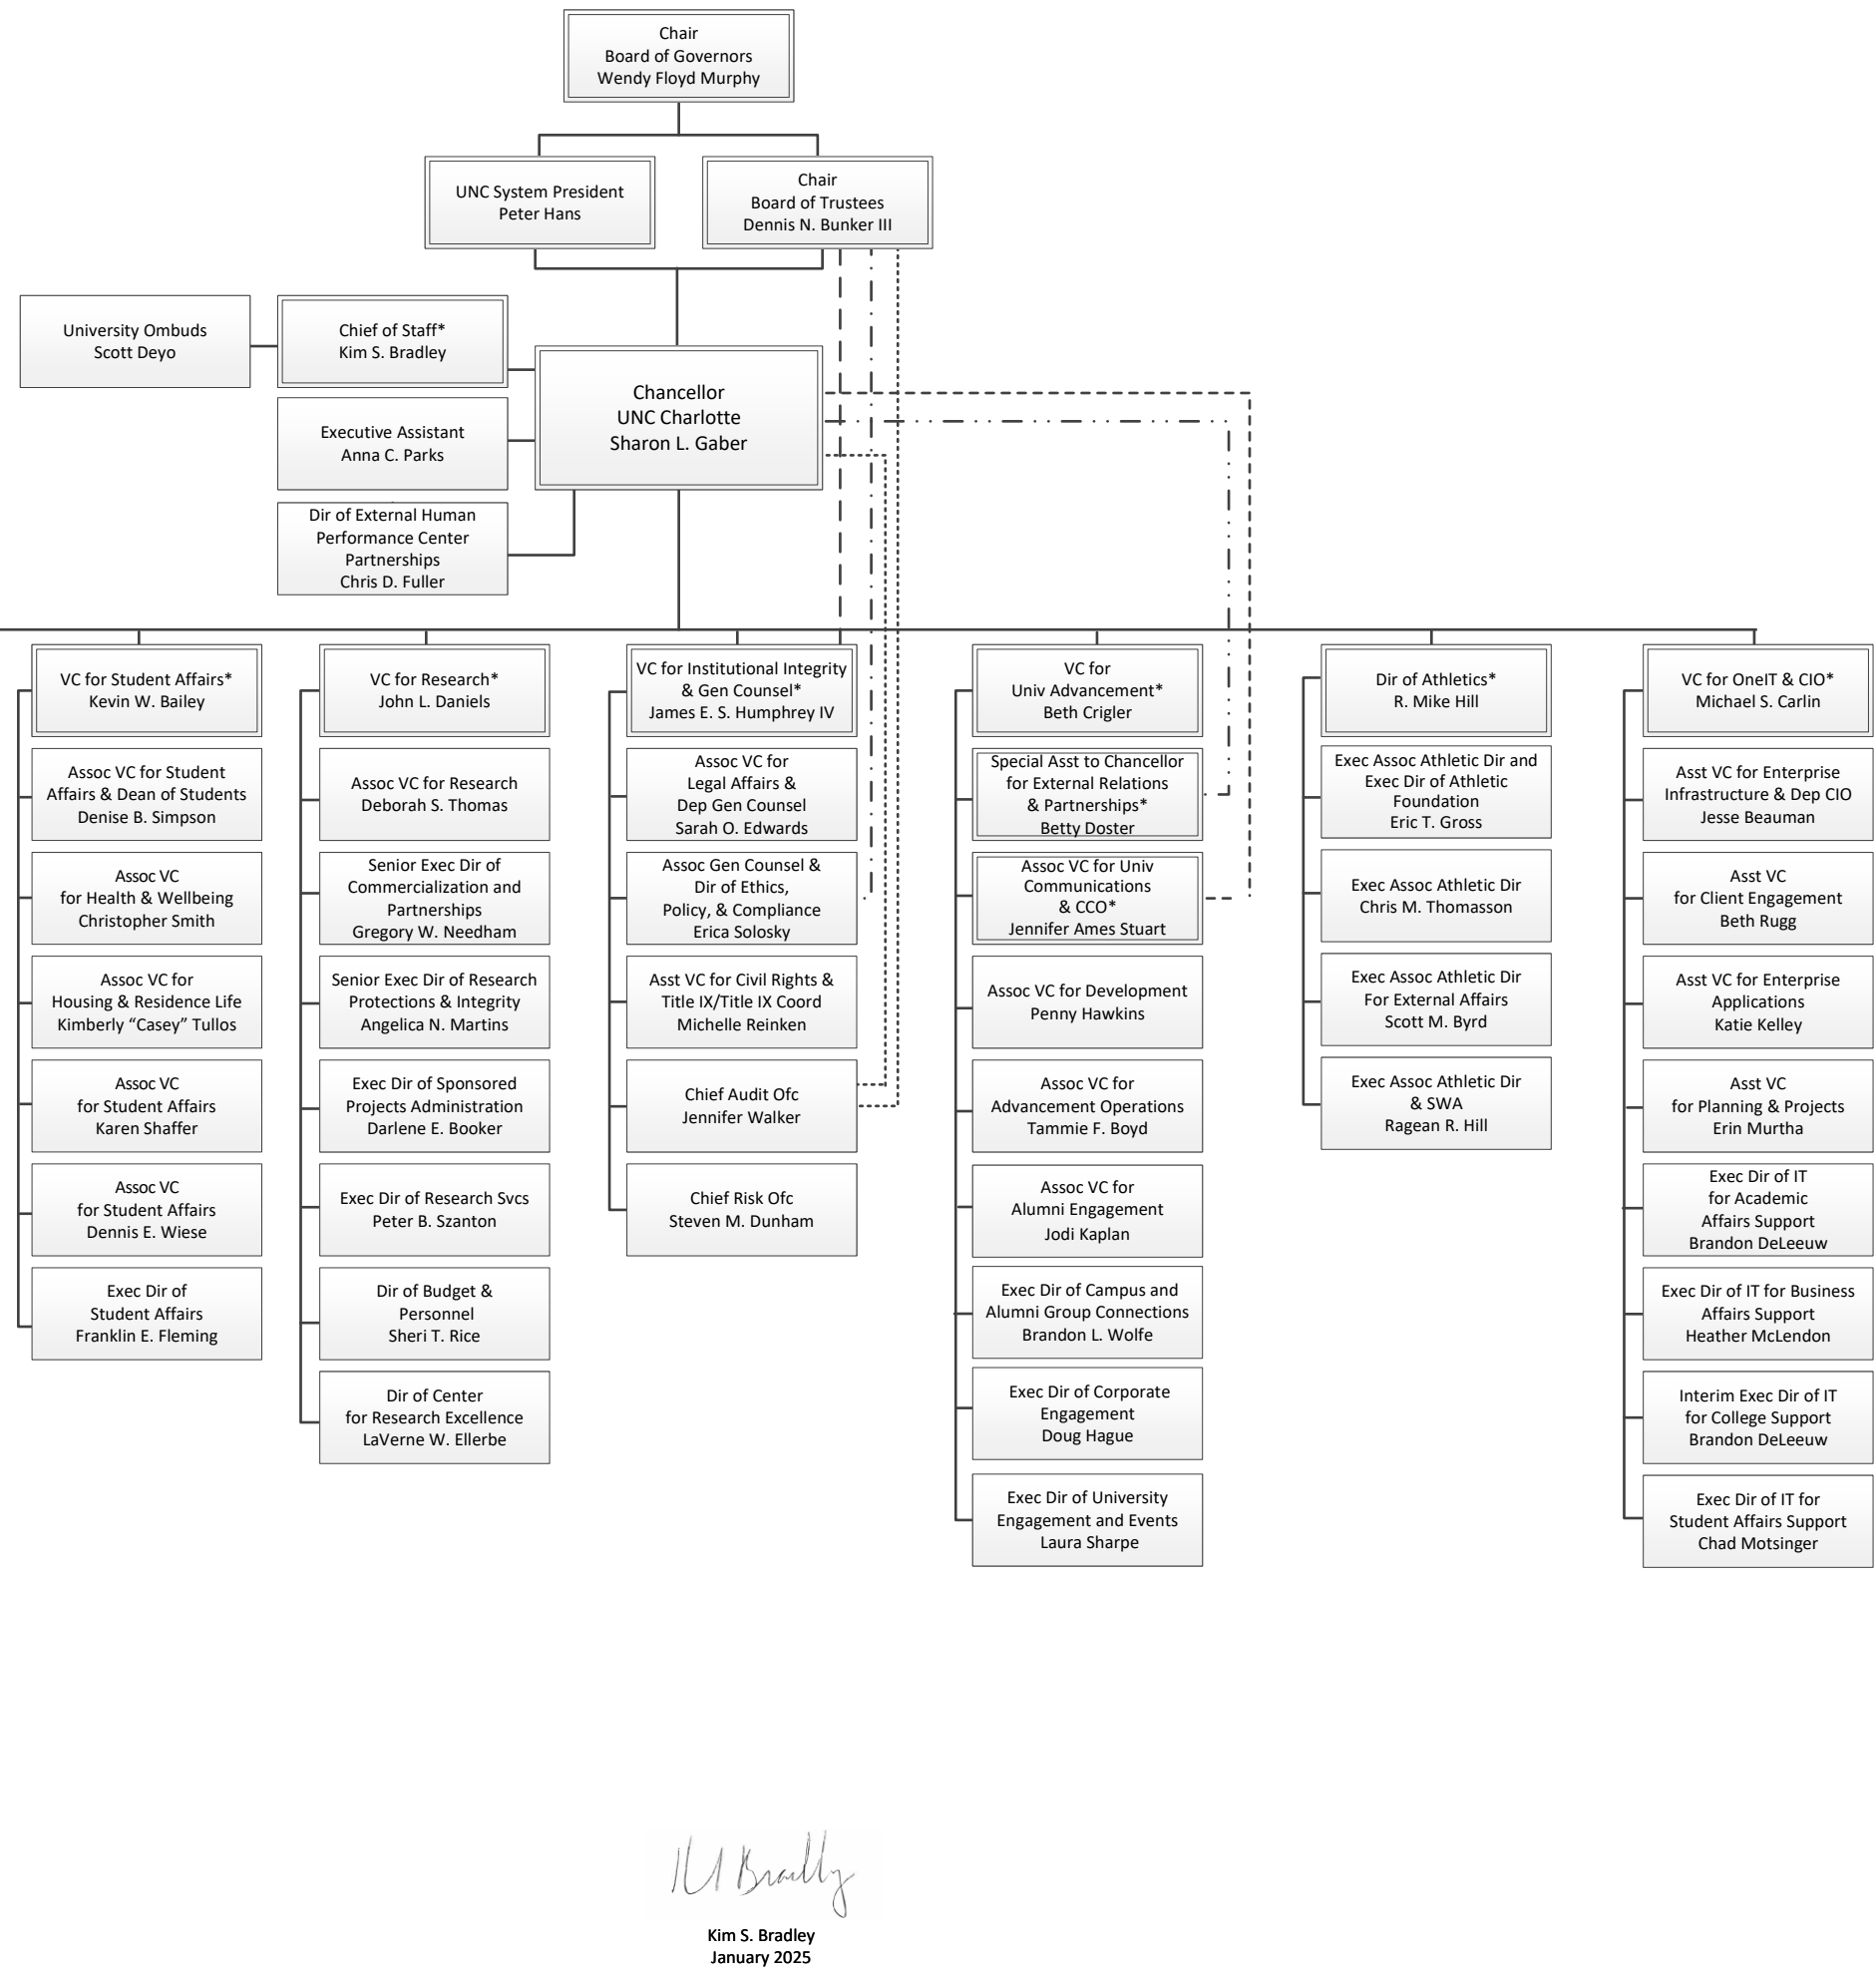 Chair
Board of Governors
Wendy Floyd Murphy
UNC System President
Peter Hans
Chair
Board of Trustees
Dennis N. Bunker III
University Ombuds
Scott Deyo
Chief of Staff*
Kim S. Bradley
Executive Assistant
Anna C. Parks
Dir of External Human
Performance Center
Partnerships
Chris D. Fuller
Chancellor
UNC Charlotte
Sharon L. Gaber
VC for Student Affairs*
Kevin W. Bailey
Assoc VC for Student
Affairs & Dean of Students
Denise B. Simpson
Assoc VC
for Health & Wellbeing
Christopher Smith
Assoc VC for
Housing & Residence Life
Kimberly “Casey” Tullos
Assoc VC
for Student Affairs
Karen Shaffer
Assoc VC
for Student Affairs
Dennis E. Wiese
Exec Dir of
Student Affairs
Franklin E. Fleming
VC for Research*
John L. Daniels
Assoc VC for Research
Deborah S. Thomas
Senior Exec Dir of
Commercialization and
Partnerships
Gregory W. Needham
Senior Exec Dir of Research
Protections & Integrity
Angelica N. Martins
Exec Dir of Sponsored
Projects Administration
Darlene E. Booker
Exec Dir of Research Svcs
Peter B. Szanton
Dir of Budget &
Personnel
Sheri T. Rice
Dir of Center
for Research Excellence
LaVerne W. Ellerbe
VC for Institutional Integrity
& Gen Counsel*
James E. S. Humphrey IV
Assoc VC for
Legal Affairs &
Dep Gen Counsel
Sarah O. Edwards
Assoc Gen Counsel &
Dir of Ethics,
Policy, & Compliance
Erica Solosky
Asst VC for Civil Rights &
Title IX/Title IX Coord
Michelle Reinken
Chief Audit Ofc
Jennifer Walker
Chief Risk Ofc
Steven M. Dunham
VC for
Univ Advancement*
Beth Crigler
Special Asst to Chancellor
for External Relations
& Partnerships*
Betty Doster
Assoc VC for Univ
Communications
& CCO*
Jennifer Ames Stuart
Assoc VC for Development
Penny Hawkins
Assoc VC for
Advancement Operations
Tammie F. Boyd
Assoc VC for
Alumni Engagement
Jodi Kaplan
Exec Dir of Campus and
Alumni Group Connections
Brandon L. Wolfe
Exec Dir of Corporate
Engagement
Doug Hague
Exec Dir of University
Engagement and Events
Laura Sharpe
Dir of Athletics*
R. Mike Hill
Exec Assoc Athletic Dir and
Exec Dir of Athletic
Foundation
Eric T. Gross
Exec Assoc Athletic Dir
Chris M. Thomasson
Exec Assoc Athletic Dir
For External Affairs
Scott M. Byrd
Exec Assoc Athletic Dir
& SWA
Ragean R. Hill
VC for OneIT & CIO*
Michael S. Carlin
Asst VC for Enterprise
Infrastructure & Dep CIO
Jesse Beauman
Asst VC
for Client Engagement
Beth Rugg
Asst VC for Enterprise
Applications
Katie Kelley
Asst VC
for Planning & Projects
Erin Murtha
Exec Dir of IT
for Academic
Affairs Support
Brandon DeLeeuw
Exec Dir of IT for Business
Affairs Support
Heather McLendon
Interim Exec Dir of IT
for College Support
Brandon DeLeeuw
Exec Dir of IT for
Student Affairs Support
Chad Motsinger
Kim S. Bradley
January 2025